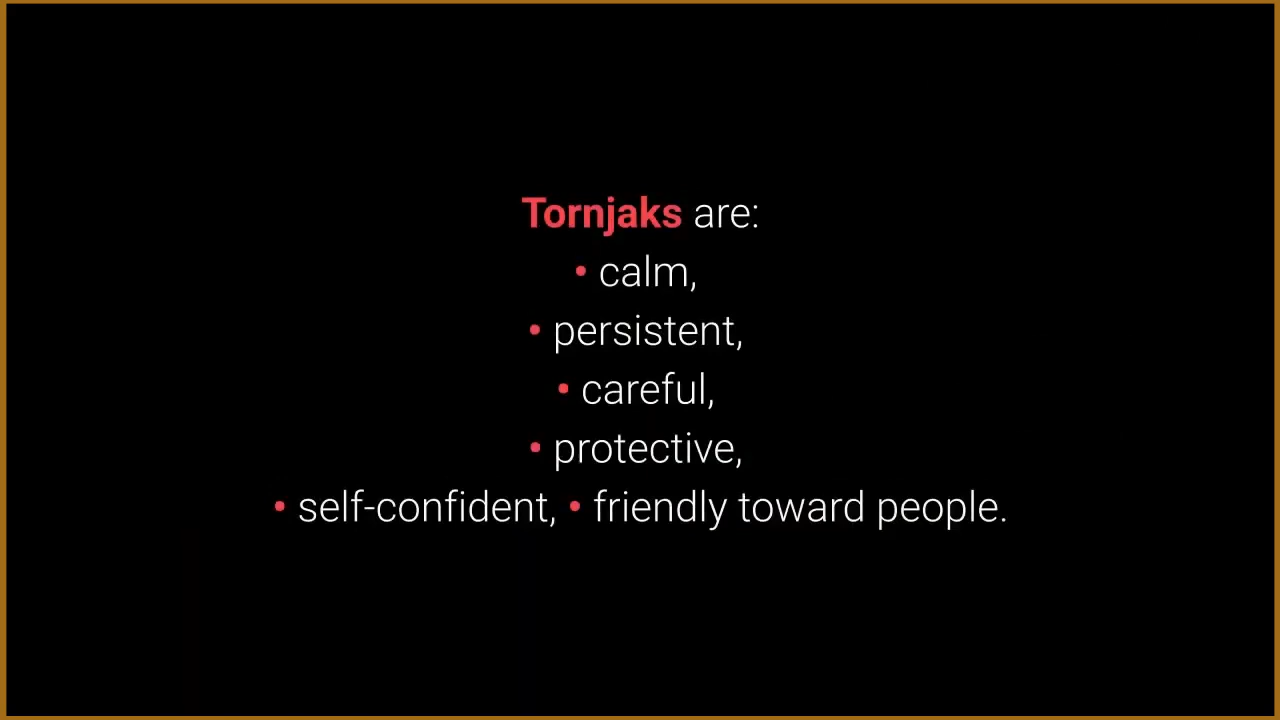 Tornjaks are:
• calm,
• persistent,
• careful,
• protective,
• self-confident, • friendly toward people.